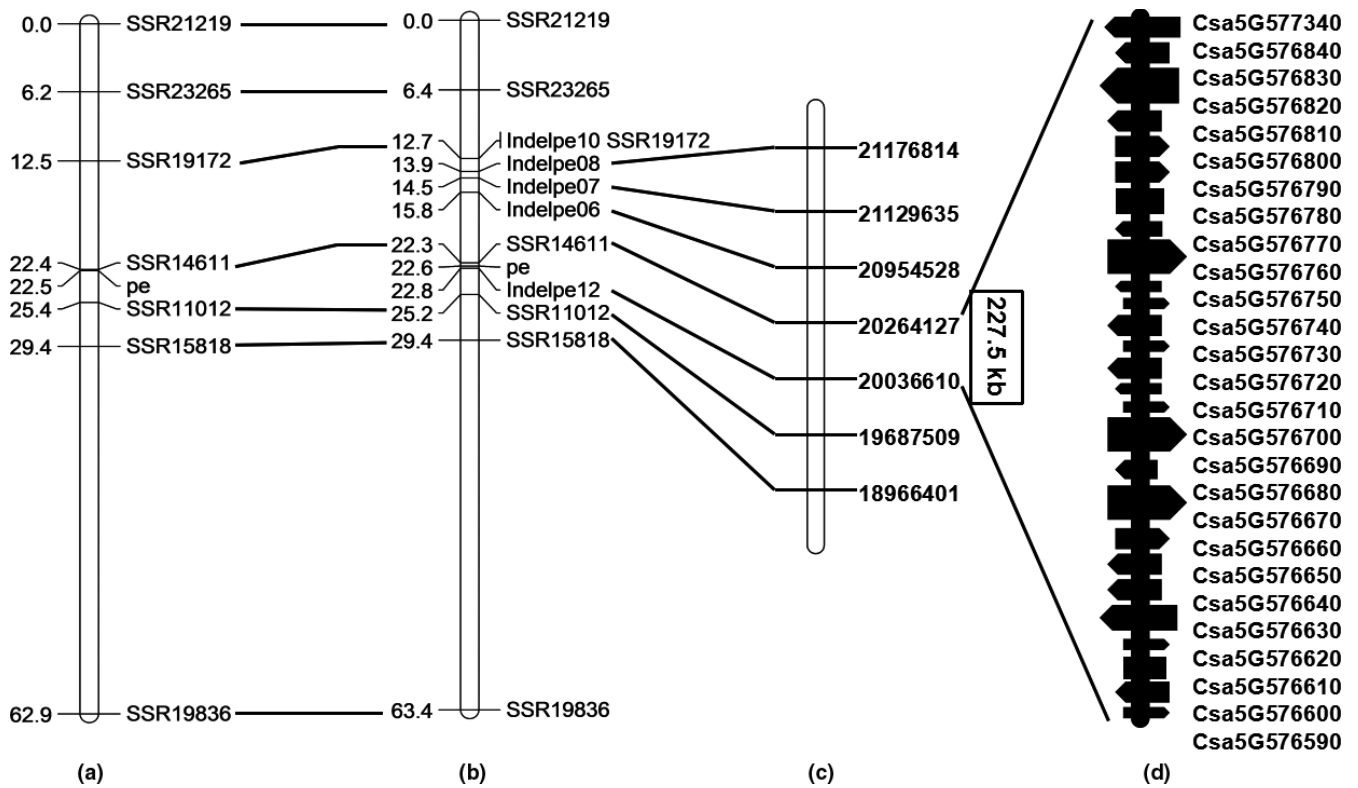 0.0 SSR21219
6.2 SSR23265
12.5 SSR19172
22.4 SSR14611
22.5 pe
25.4 SSR11012
29.4 SSR15818
62.9 SSR19836
(a)
0.0 SSR21219
6.4 SSR23265
12.7 Indelpe10 SSR19172
13.9 Indelpe08
14.5 Indelpe07
15.8 Indelpe06
22.3 SSR14611
22.6 pe
22.8 Indelpe12
25.2 SSR11012
29.4 SSR15818
63.4 SSR19836
(b)
21176814
21129635
20954528
20264127
20036610
19687509
18966401
(c)
227.5 kb
Csa5G577340
Csa5G576840
Csa5G576830
Csa5G576820
Csa5G576810
Csa5G576800
Csa5G576790
Csa5G576780
Csa5G576770
Csa5G576760
Csa5G576750
Csa5G576740
Csa5G576730
Csa5G576720
Csa5G576710
Csa5G576700
Csa5G576690
Csa5G576680
Csa5G576670
Csa5G576660
Csa5G576650
Csa5G576640
Csa5G576630
Csa5G576620
Csa5G576610
Csa5G576600
Csa5G576590
(d)